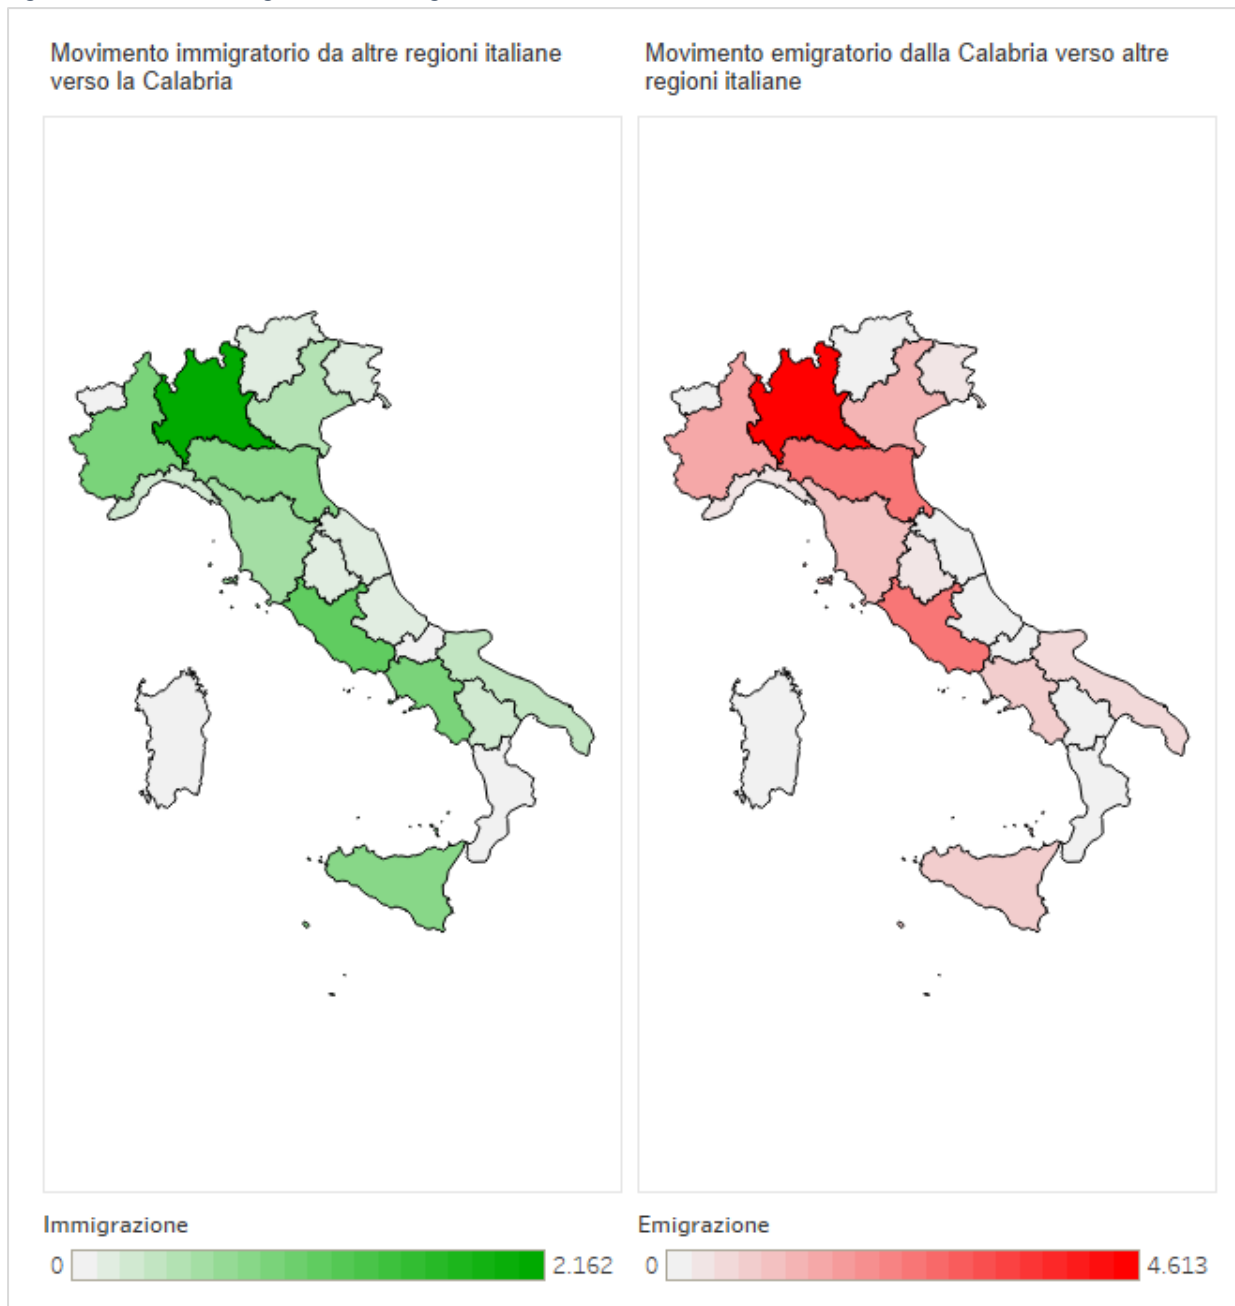 Movimento immigratorio da altre regioni italiane
verso la Calabria
Movimento emigratorio dalla Calabria verso altre
regioni italiane
Immigrazione
0 2.162
Emigrazione
0 4.613